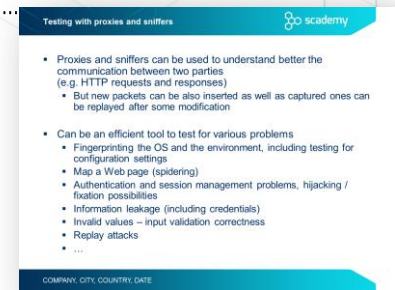 Testing with proxies and sniffers
scademy
▪ Proxies and sniffers can be used to understand better the
communication between two parties
(e.g. HTTP requests and responses)
▪ But new packets can be also inserted as well as captured ones can
be replayed after some modification
▪ Can be an efficient tool to test for various problems
▪ Fingerprinting the OS and the environment, including testing for
configuration settings
▪ Map a Web page (spidering)
▪ Authentication and session management problems, hijacking /
fixation possibilities
▪ Information leakage (including credentials)
▪ Invalid values – input validation correctness
▪ Replay attacks
▪ ...
COMPANY, CITY, COUNTRY, DATE